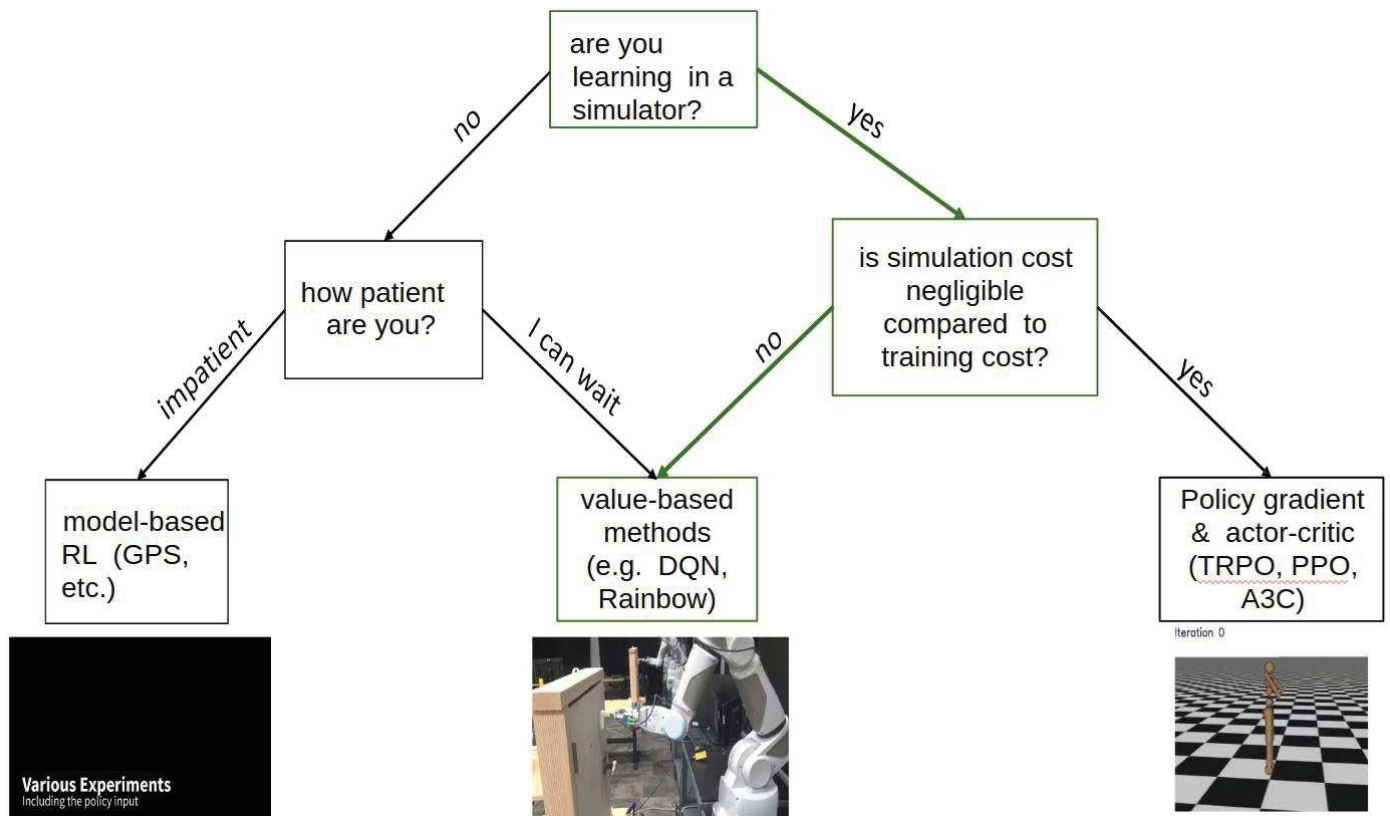 are you
learning in a
simulator?
no
yes
how patient
are you?
is simulation cost
negligible
compared to
training cost?
impatient
I can wait
no
yes
model-based
RL (GPS,
etc.)
value-based
methods
(e.g. DQN,
Rainbow)
Policy gradient
& actor-critic
(TRPO, PPO,
A3C)
Iteration 0
Various Experiments
Including the policy input